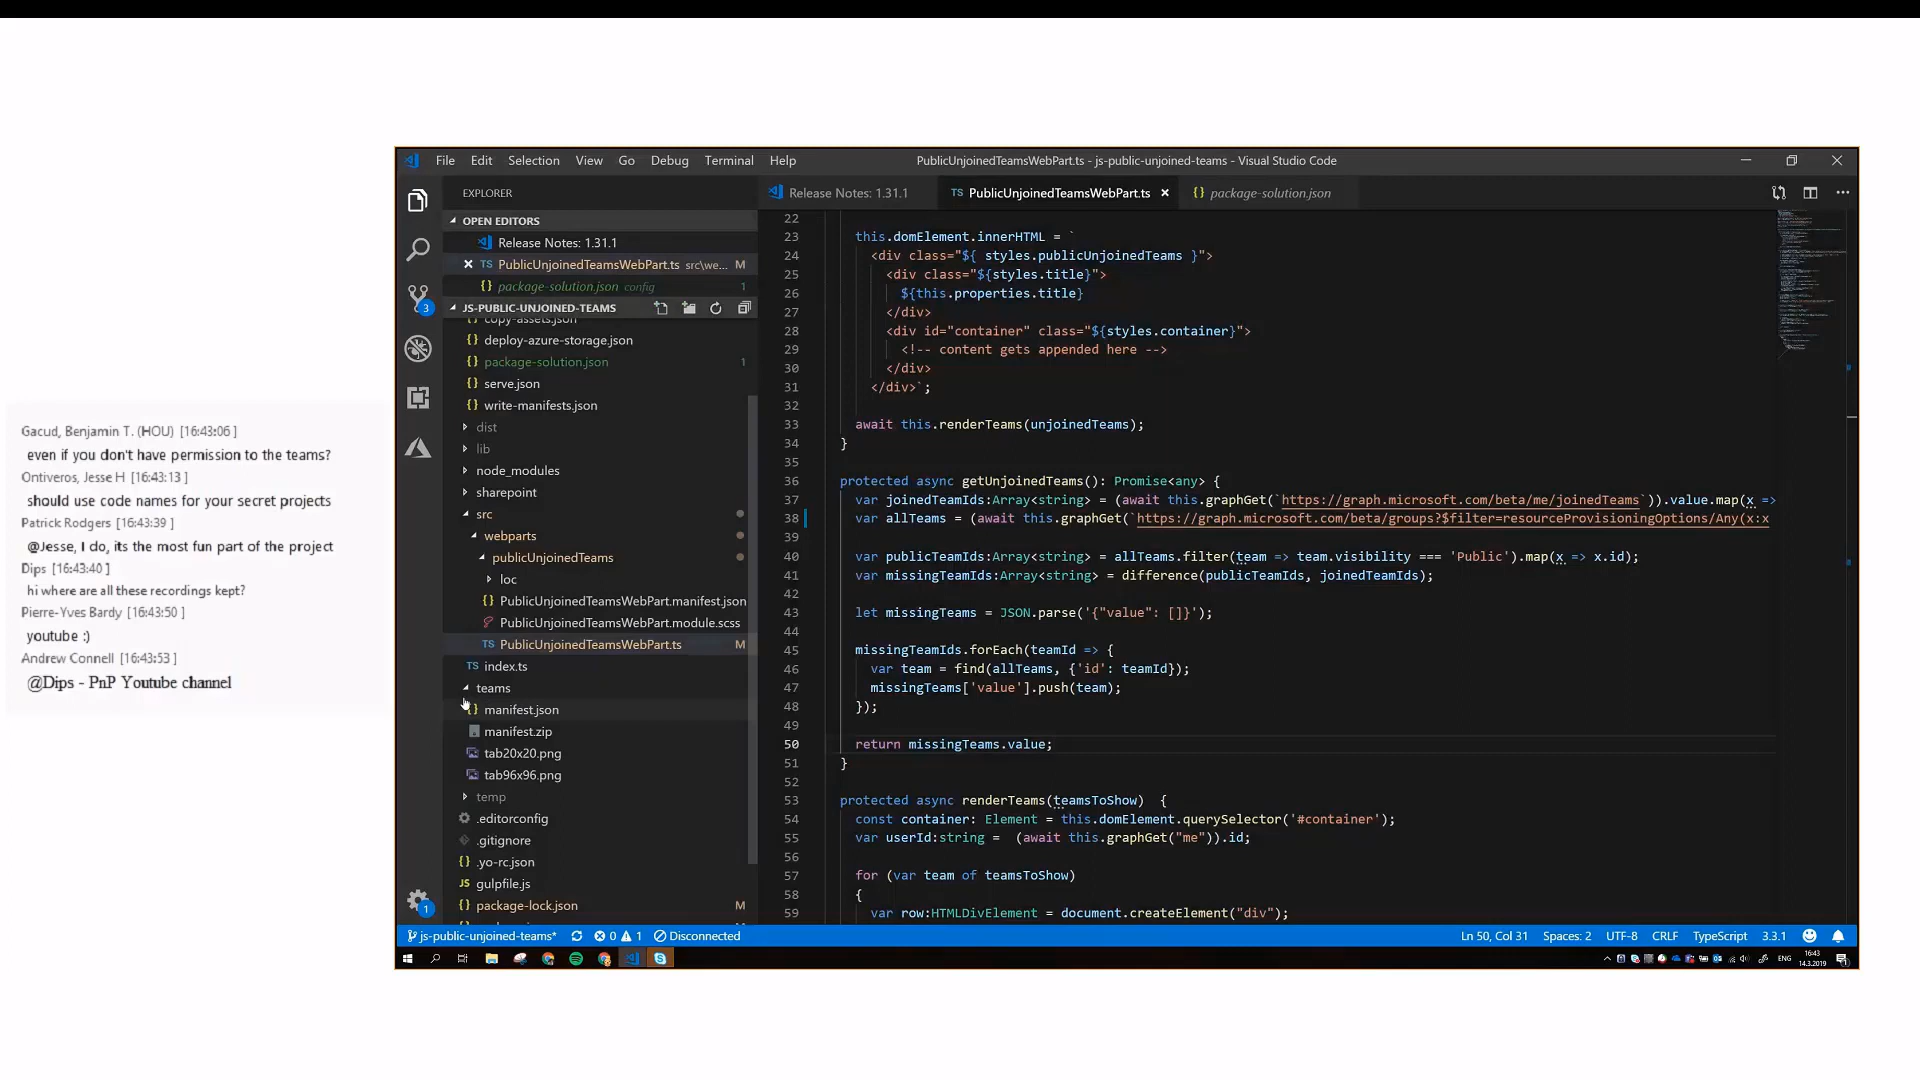 Gacud, Benjamin T. (HOU) [16:43:06 ]
even if you don't have permission to the teams?
Ontiveros, Jesse H [16:43:13 ]
should use code names for your secret projects
Patrick Rodgers [16:43:39 ]
@Jesse, I do, its the most fun part of the project
Dips [16:43:40 ]
hi where are all these recordings kept?
Pierre-Yves Bardy [16:43:50 ]
youtube :)
Andrew Connell [16:43:53 ]
@Dips - PnP Youtube channel
File Edit Selection View Go Debug Terminal Help
PublicUnjoinedTeamsWebPart.ts - js-public-unjoined-teams - Visual Studio Code
EXPLORER
OPEN EDITORS
Release Notes: 1.31.1
TS PublicUnjoinedTeamsWebPart.ts src\we... M
{} package-solution.json config 1
JS-PUBLIC-UNJOINED-TEAMS
{} copy-assets.json
{} deploy-azure-storage.json
{} package-solution.json 1
{} serve.json
{} write-manifests.json
dist
lib
node_modules
sharepoint
src
webparts
publicUnjoinedTeams
loc
{} PublicUnjoinedTeamsWebPart.manifest.json
PublicUnjoinedTeamsWebPart.module.scss
TS PublicUnjoinedTeamsWebPart.ts M
TS index.ts
teams
{} manifest.json
manifest.zip
tab20x20.png
tab96x96.png
temp
.editorconfig
.gitignore
{} .yo-rc.json
JS gulpfile.js
{} package-lock.json M
3
1
Release Notes: 1.31.1
TS PublicUnjoinedTeamsWebPart.ts
{} package-solution.json
22
23 this.domElement.innerHTML = `
24 <div class="${ styles.publicUnjoinedTeams }">
25 <div class="${styles.title}">
26 ${this.properties.title}
27 </div>
28 <div id="container" class="${styles.container}">
29 <!-- content gets appended here -->
30 </div>
31 </div>`;
32
33 await this.renderTeams(unjoinedTeams);
34 }
35
36 protected async getUnjoinedTeams(): Promise<any> {
37 var joinedTeamIds:Array<string> = (await this.graphGet(`https://graph.microsoft.com/beta/me/joinedTeams`)).value.map(x =>
38 var allTeams = (await this.graphGet(`https://graph.microsoft.com/beta/groups?$filter=resourceProvisioningOptions/Any(x:x
39
40 var publicTeamIds:Array<string> = allTeams.filter(team => team.visibility === 'Public').map(x => x.id);
41 var missingTeamIds:Array<string> = difference(publicTeamIds, joinedTeamIds);
42
43 let missingTeams = JSON.parse('{"value": []}');
44
45 missingTeamIds.forEach(teamId => {
46 var team = find(allTeams, {'id': teamId});
47 missingTeams['value'].push(team);
48 });
49
50 return missingTeams.value;
51 }
52
53 protected async renderTeams(teamsToShow) {
54 const container: Element = this.domElement.querySelector('#container');
55 var userId:string = (await this.graphGet("me")).id;
56
57 for (var team of teamsToShow)
58 {
59 var row:HTMLDivElement = document.createElement("div");
js-public-unjoined-teams* 0 1 Disconnected
Ln 50, Col 31 Spaces: 2 UTF-8 CRLF TypeScript 3.3.1
ENG
16:43
14.3.2019